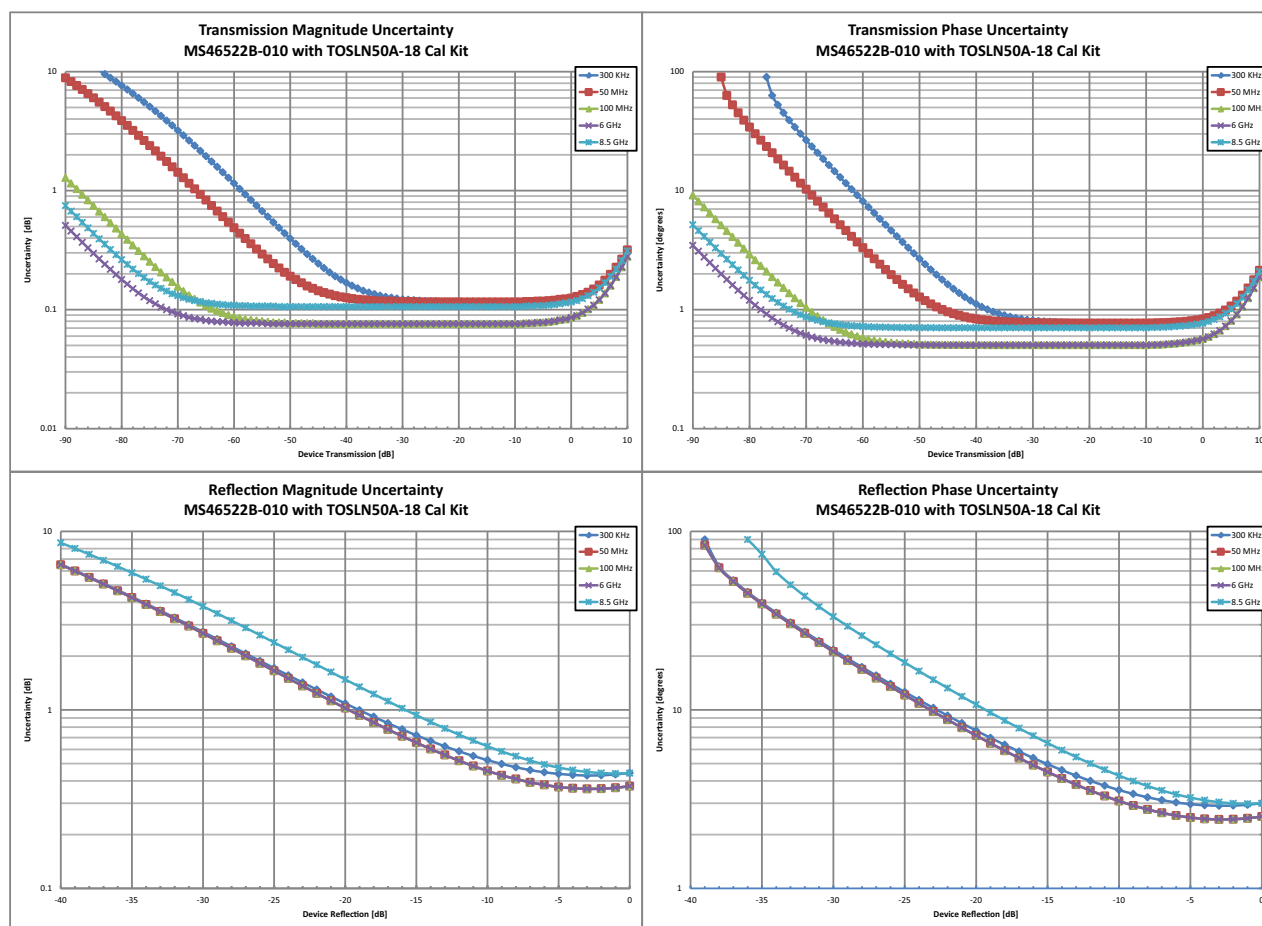 Transmission Magnitude Uncertainty
MS46522B-010 with TOSLN50A-18 Cal Kit
10
1
0.1
0.01
Uncertainty [dB]
-90 -80 -70 -60 -50 -40 -30 -20 -10 0 10
Device Transmission [dB]
300 KHz
50 MHz
100 MHz
6 GHz
8.5 GHz
Transmission Phase Uncertainty
MS46522B-010 with TOSLN50A-18 Cal Kit
100
10
1
0.1
Uncertainty [degrees]
-90 -80 -70 -60 -50 -40 -30 -20 -10 0 10
Device Transmission [dB]
300 KHz
50 MHz
100 MHz
6 GHz
8.5 GHz
Reflection Magnitude Uncertainty
MS46522B-010 with TOSLN50A-18 Cal Kit
10
1
0.1
Uncertainty [dB]
-40 -35 -30 -25 -20 -15 -10 -5 0
Device Reflection [dB]
300 KHz
50 MHz
100 MHz
6 GHz
8.5 GHz
Reflection Phase Uncertainty
MS46522B-010 with TOSLN50A-18 Cal Kit
100
10
1
Uncertainty [degrees]
-40 -35 -30 -25 -20 -15 -10 -5 0
Device Reflection [dB]
300 KHz
50 MHz
100 MHz
6 GHz
8.5 GHz